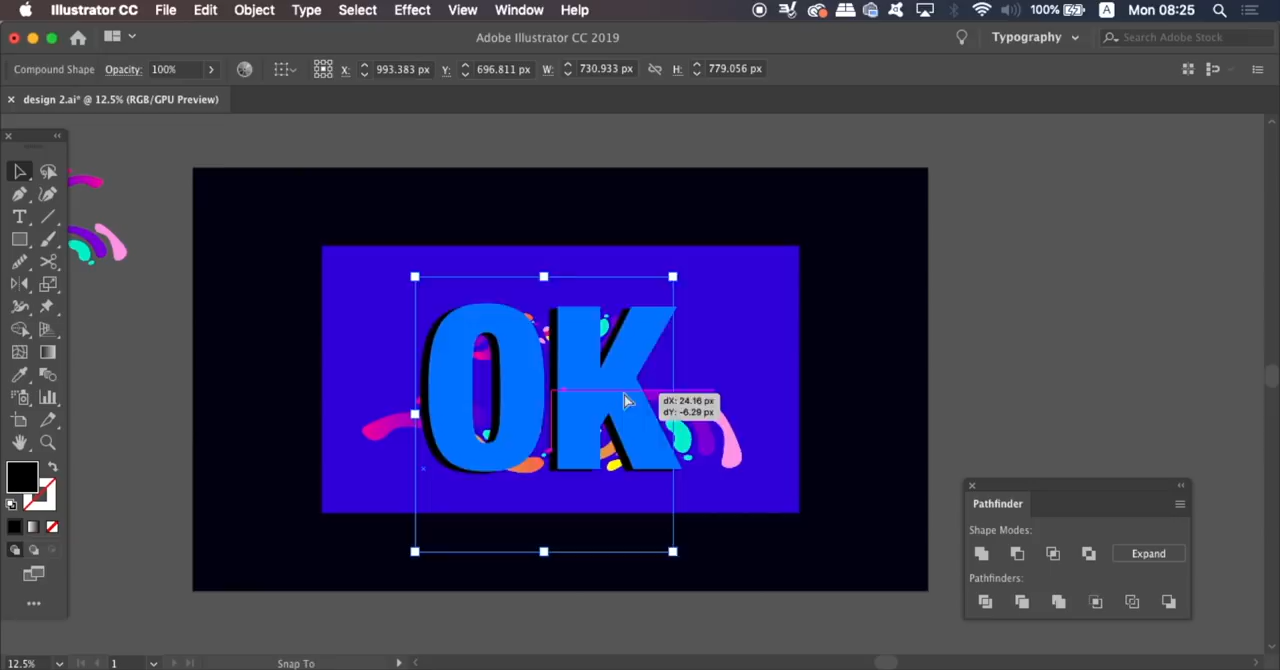 Illustrator CC File Edit Object Type Select Effect View Window Help 100% A Mon 08:25
Adobe Illustrator CC 2019 Typography Search Adobe Stock
Compound Shape Opacity: 100% X: 993.383 px Y: 696.811 px W: 730.933 px H: 779.056 px
design 2.ai* @ 12.5% (RGB/GPU Preview)
OK
dX: 24.16 px
dY: -6.29 px
Pathfinder
Shape Modes:
Expand
Pathfinders:
12.5% 1 Snap To